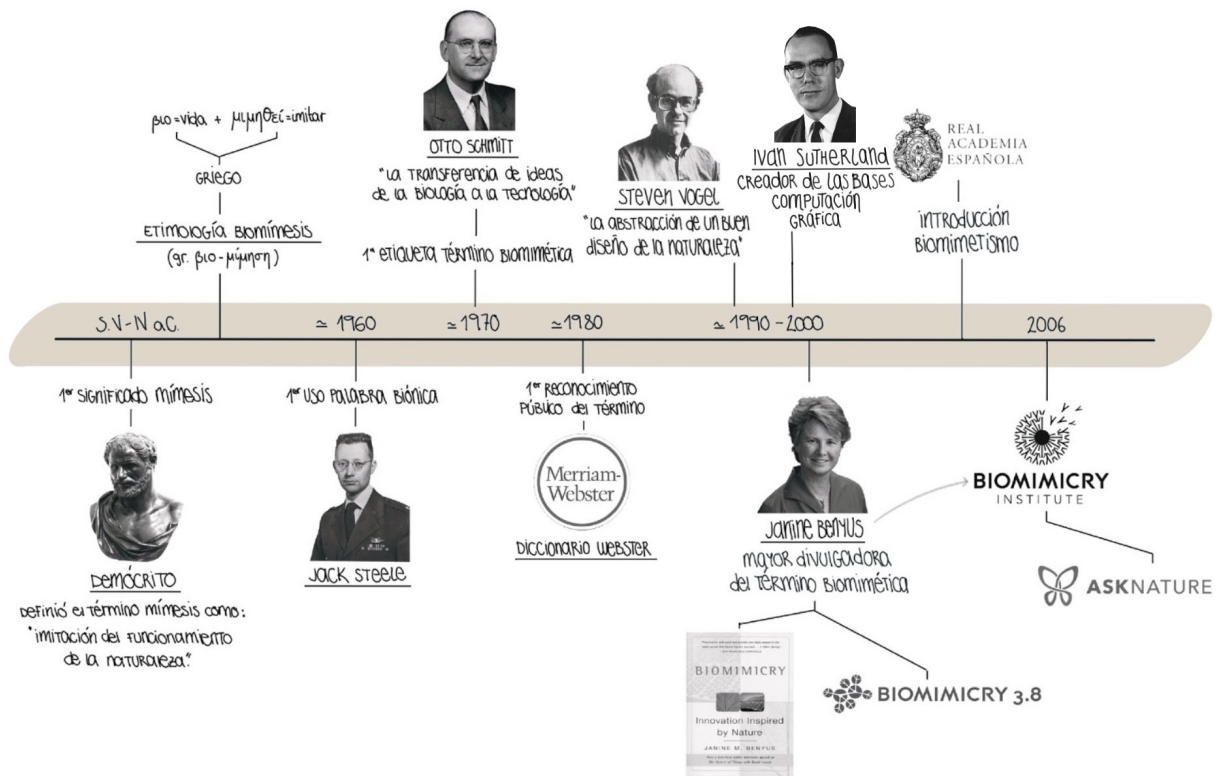 βιο=vida + μιμηθεί=imitar
GRIEGO
ETIMOLOGÍA BIOMÍMESIS
(gr. βιο-μίμηση)
OTTO SCHMITT
"LA TRANSFERENCIA DE IDEAS
DE LA BIOLOGÍA A LA TECNOLOGÍA"
1ª ETIQUETA TÉRMINO BIOMIMÉTICA
STEVEN VOGEL
"LA ABSTRACCIÓN DE UN BUEN
DISEÑO DE LA NATURALEZA"
IVAN SUTHERLAND
CREADOR DE LAS BASES
COMPUTACIÓN
GRÁFICA
REAL
ACADEMIA
ESPAÑOLA
INTRODUCCIÓN
BIOMIMETISMO
S.V-IV a.C.
≃ 1960
≃1970
≃1980
≃1990-2000
2006
1er SIGNIFICADO MÍMESIS
DEMÓCRITO
DEFINIÓ EL TÉRMINO MÍMESIS COMO:
"IMITACIÓN DEL FUNCIONAMIENTO
DE LA NATURALEZA".
1er USO PALABRA BIÓNICA
JACK STEELE
1er RECONOCIMIENTO
PÚBLICO DEL TÉRMINO
Merriam-
Webster
DICCIONARIO WEBSTER
JANINE BENYUS
MAYOR DIVULGADORA
DEL TÉRMINO BIOMIMÉTICA
BIOMIMICRY
INSTITUTE
ASKNATURE
BIOMIMICRY
Innovation Inspired
by Nature
JANINE M. BENYUS
BIOMIMICRY 3.8